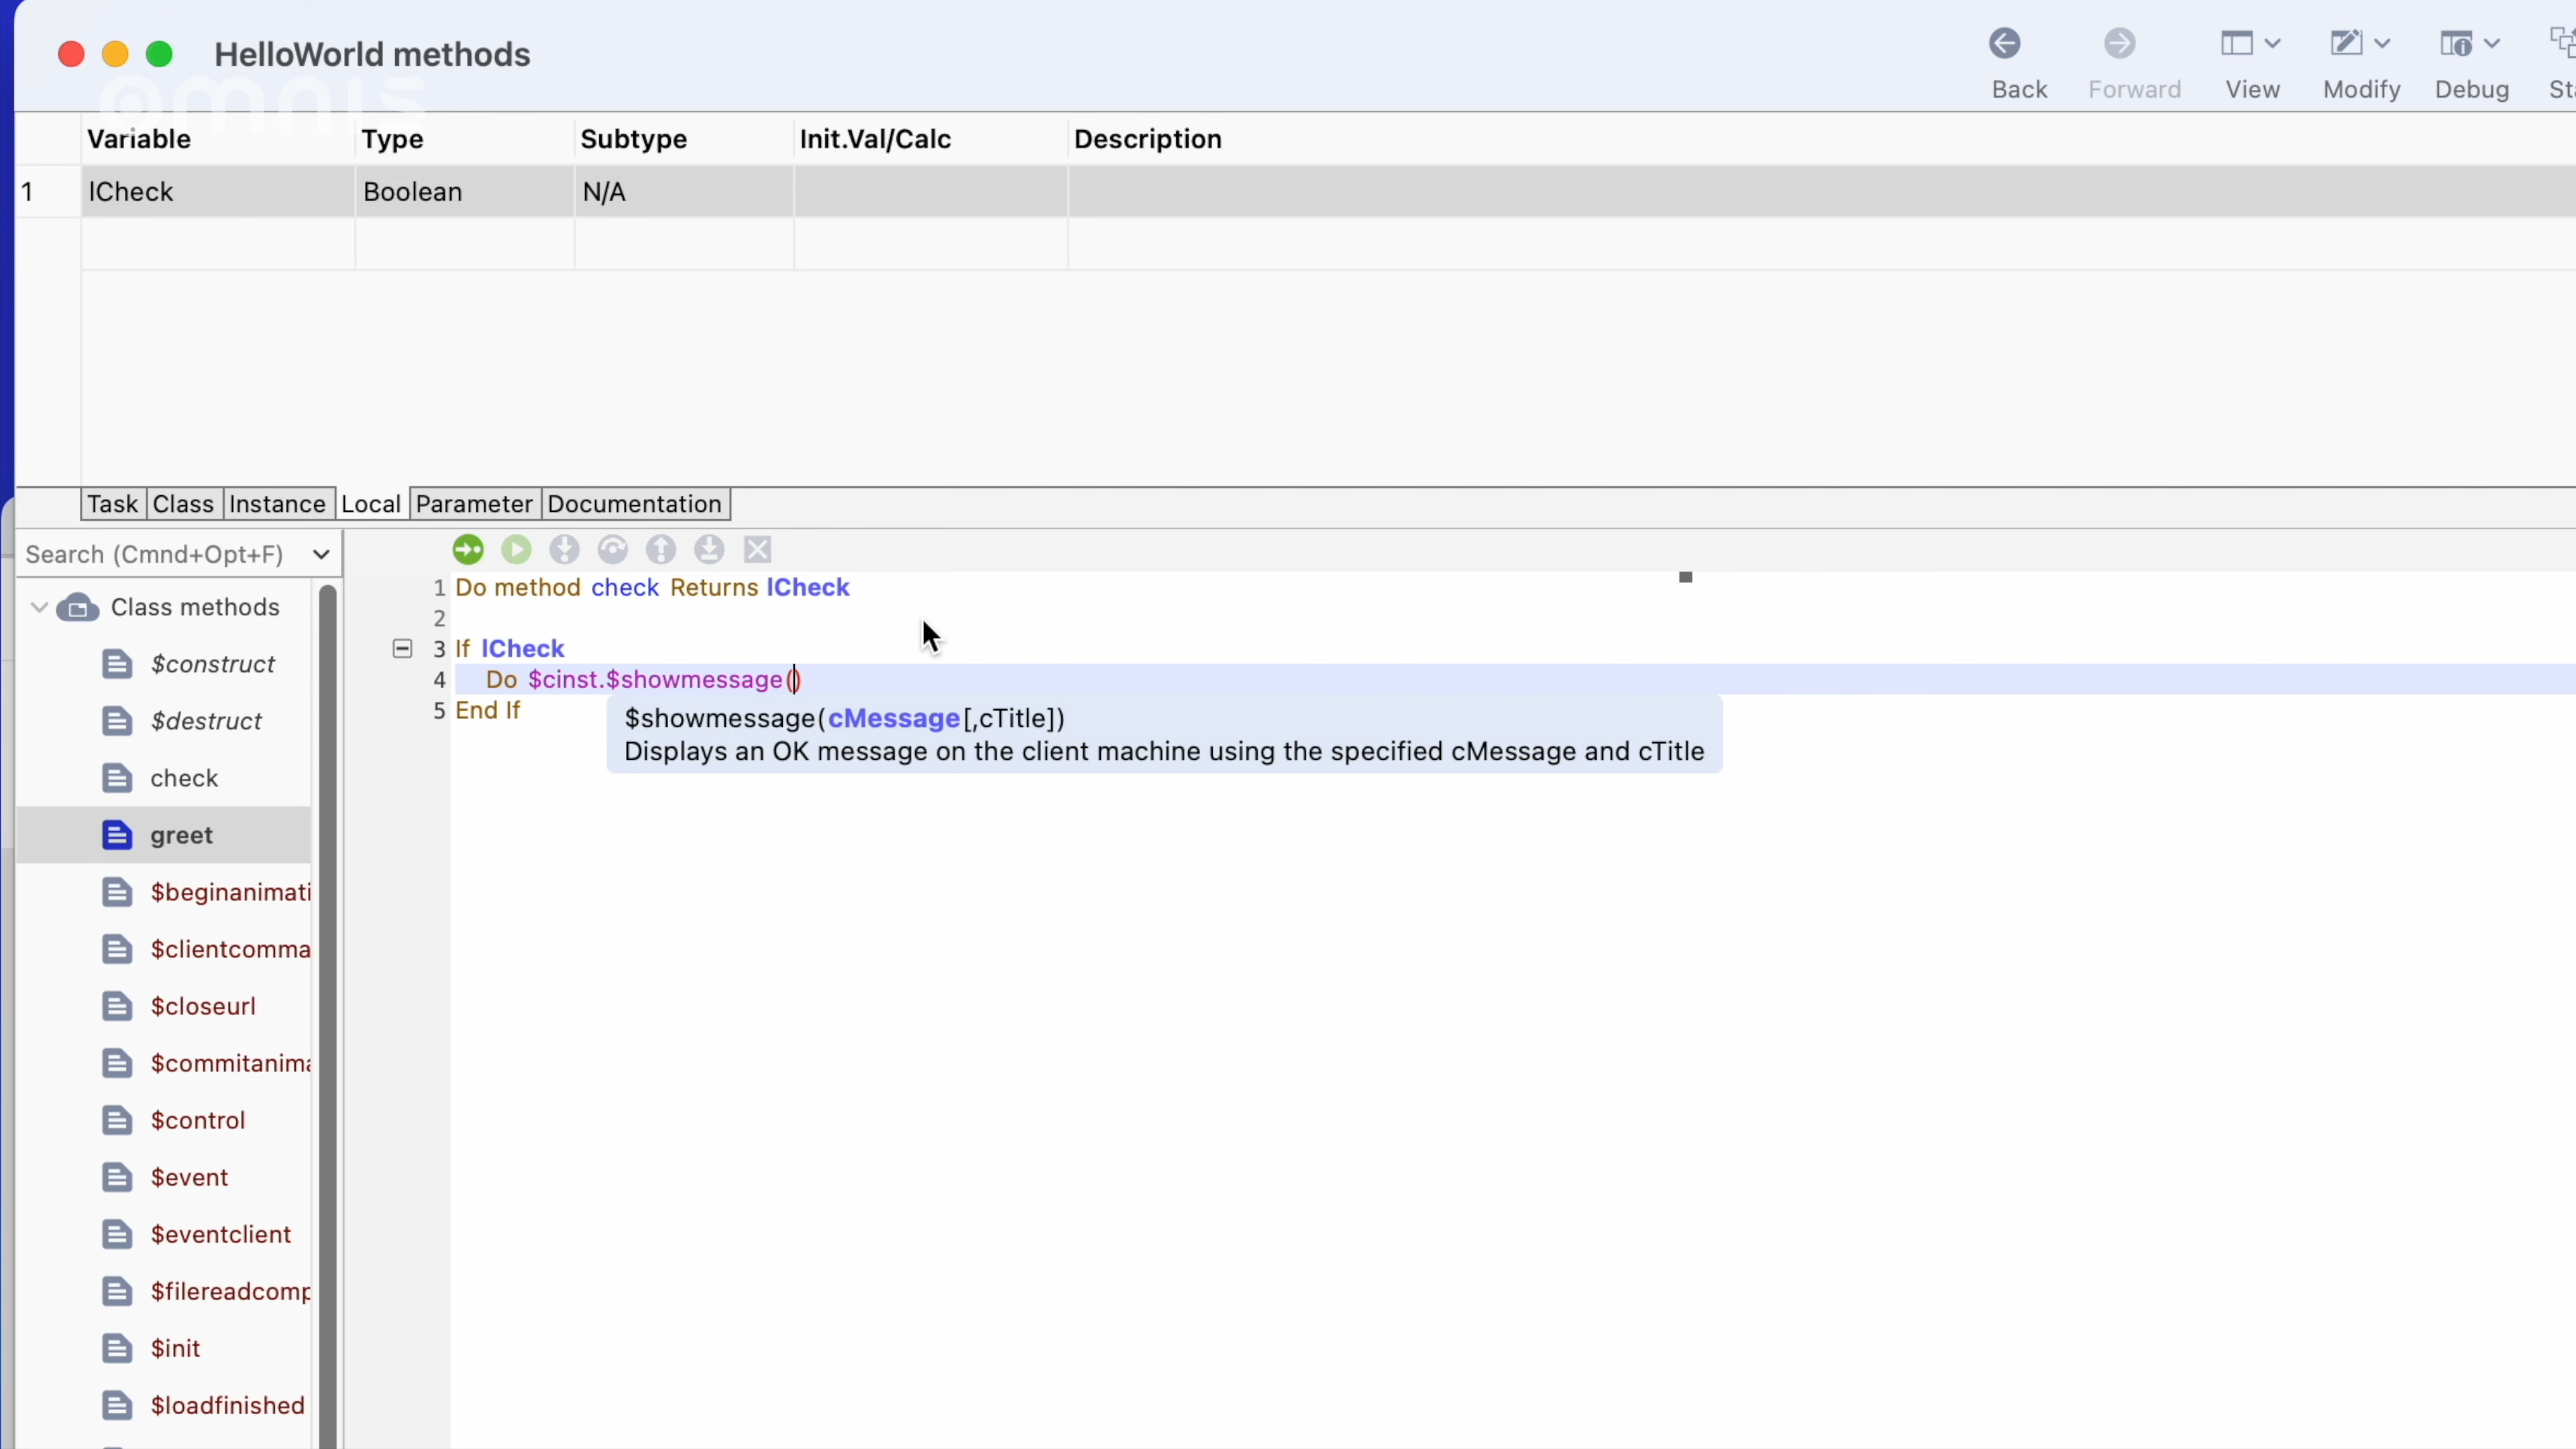 HelloWorld methods
Back Forward View Modify Debug
omnis
Variable Type Subtype Init.Val/Calc Description
1 lCheck Boolean N/A
Task Class Instance Local Parameter Documentation
Search (Cmnd+Opt+F)
Class methods
$construct
$destruct
check
greet
$beginanimati
$clientcomma
$closeurl
$commitanima
$control
$event
$eventclient
$filereadcomp
$init
$loadfinished
1 Do method check Returns lCheck
2
3 If lCheck
4 Do $cinst.$showmessage()
5 End If
$showmessage(cMessage[,cTitle])
Displays an OK message on the client machine using the specified cMessage and cTitle